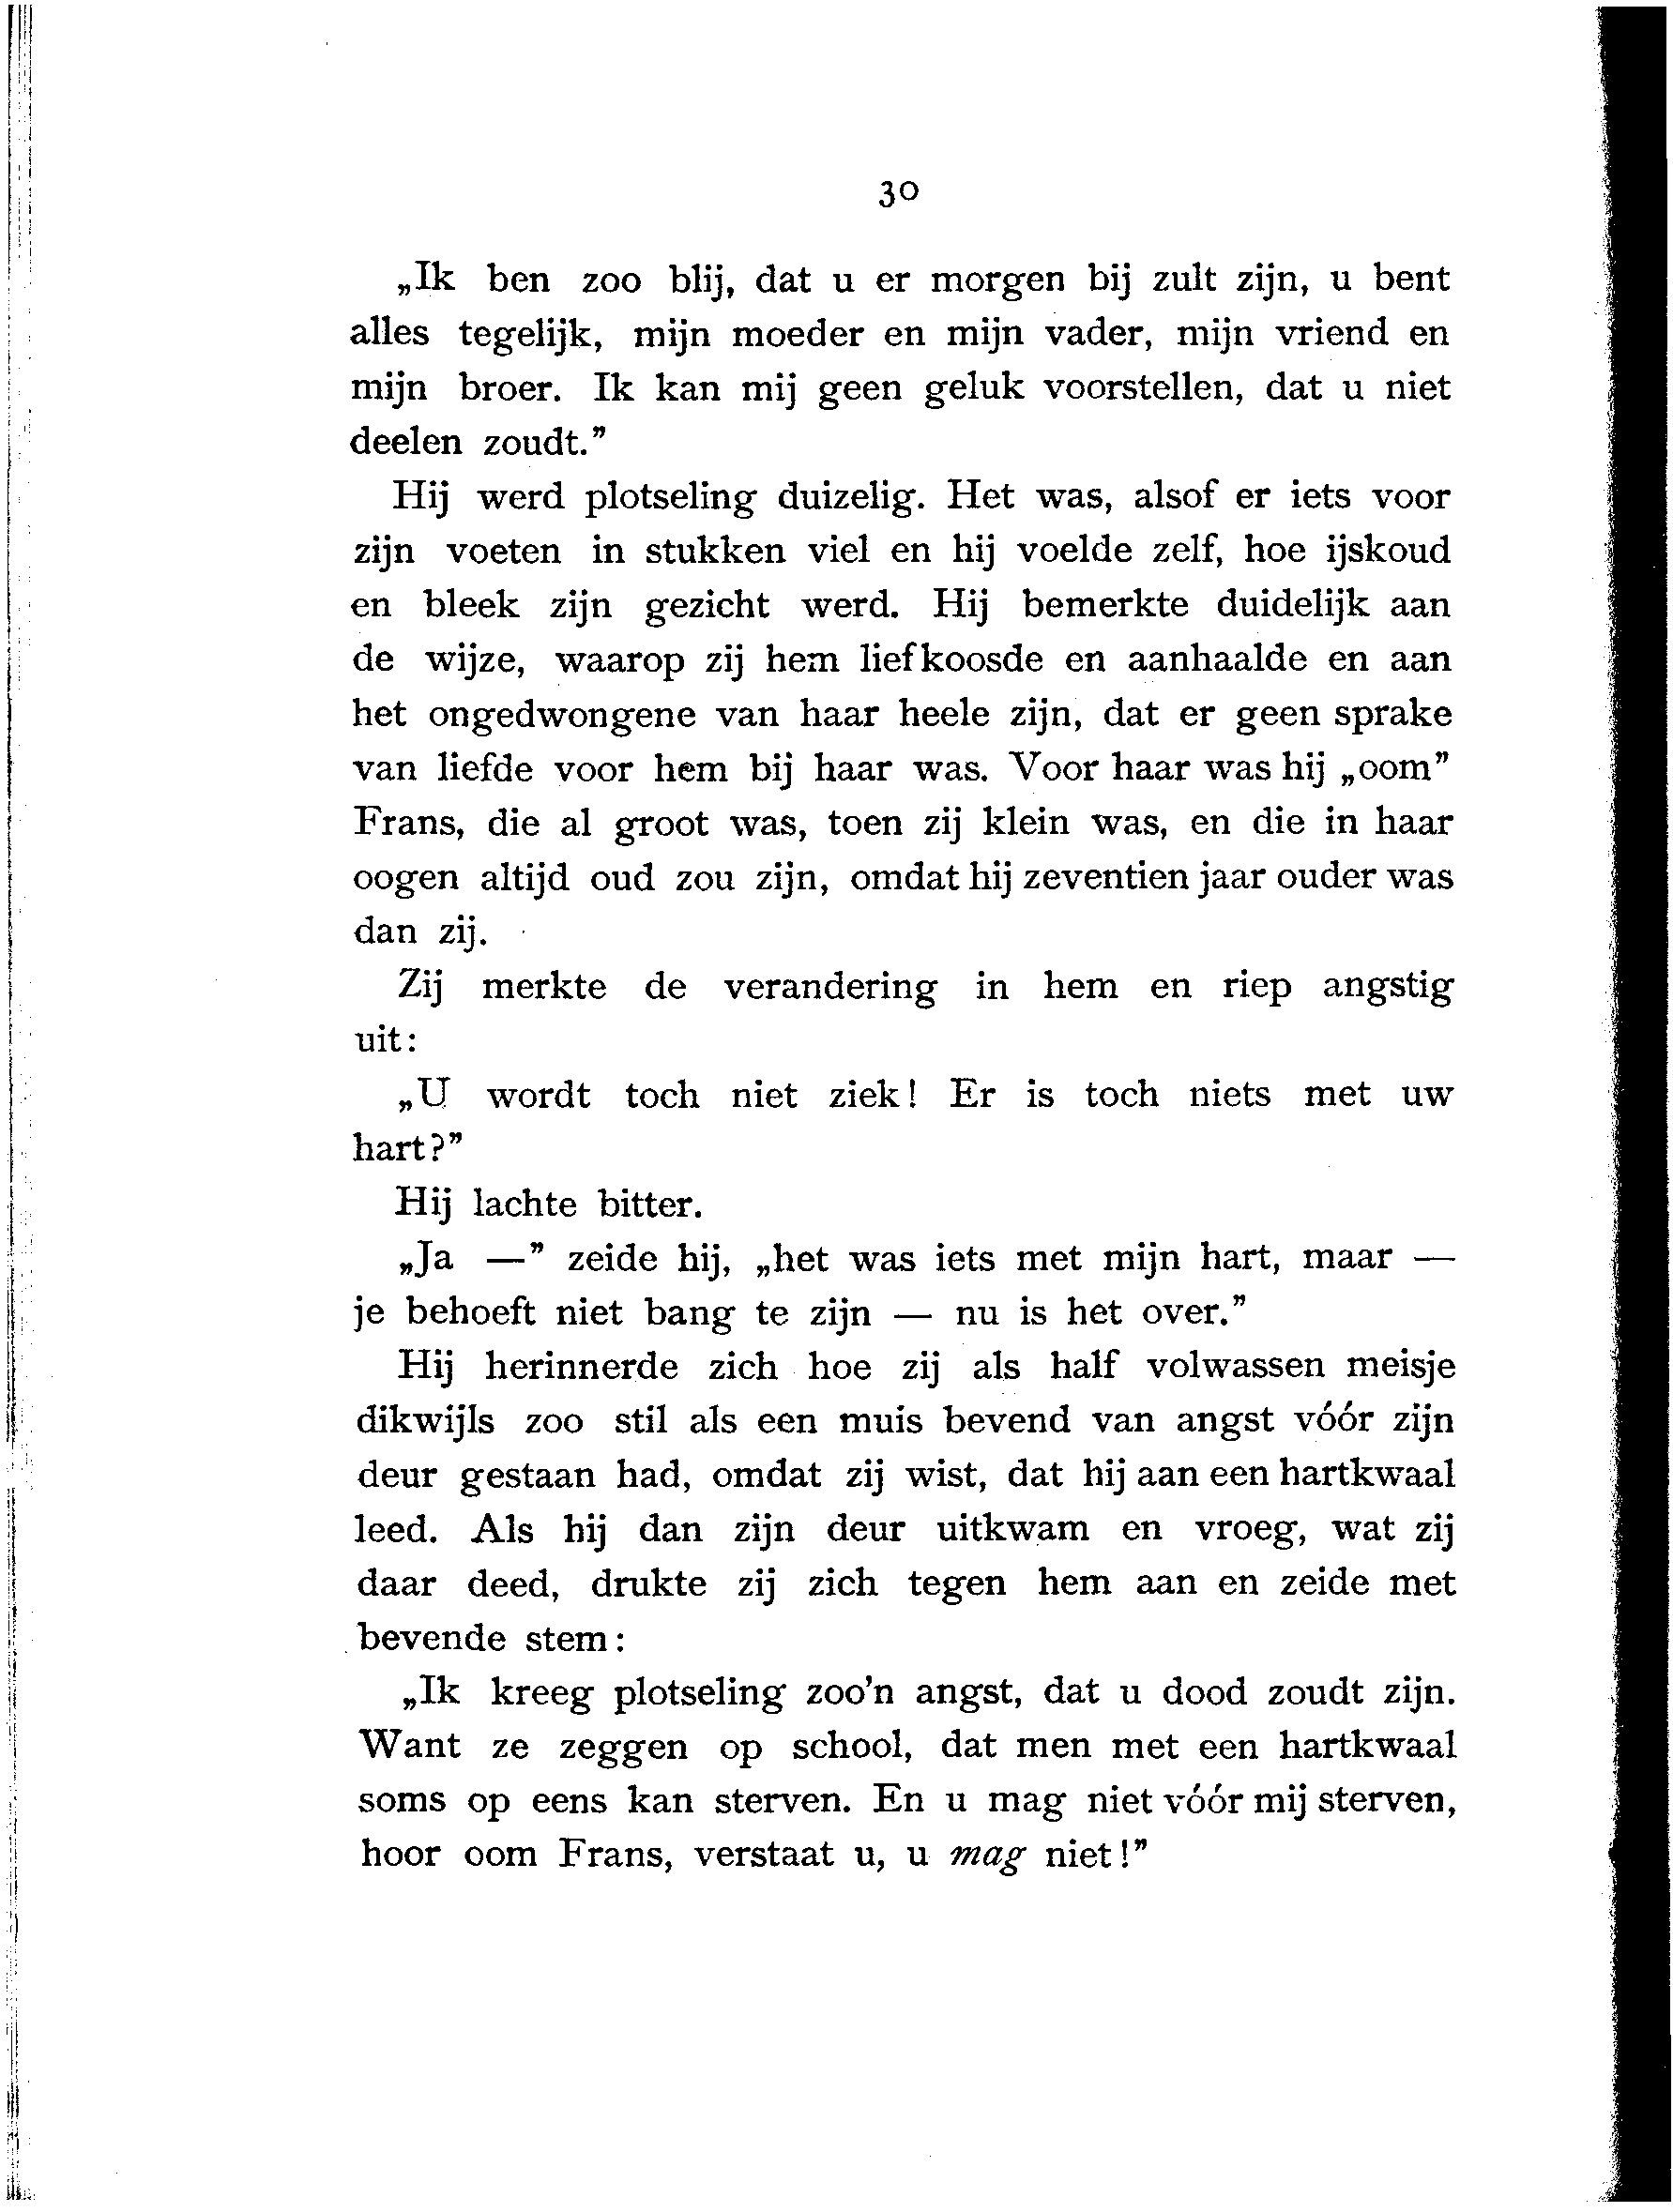 30
„Ik ben zoo blij, dat u er morgen bij zult zijn, u bent
alles tegelijk, mijn moeder en mijn vader, mijn vriend en
mijn broer. Ik kan mij geen geluk voorstellen, dat u niet
deelen zoudt.”
Hij werd plotseling duizelig. Het was, alsof er iets voor
zijn voeten in stukken viel en hij voelde zelf, hoe ijskoud
en bleek zijn gezicht werd. Hij bemerkte duidelijk aan
de wijze, waarop zij hem liefkoosde en aanhaalde en aan
het ongedwongene van haar heele zijn, dat er geen sprake
van liefde voor hem bij haar was. Voor haar was hij „oom”
Frans, die al groot was, toen zij klein was, en die in haar
oogen altijd oud zou zijn, omdat hij zeventien jaar ouder was
dan zij.
Zij merkte de verandering in hem en riep angstig
uit:
„U wordt toch niet ziek! Er is toch niets met uw
hart?”
Hij lachte bitter.
„Ja —” zeide hij, „het was iets met mijn hart, maar —
je behoeft niet bang te zijn — nu is het over.”
Hij herinnerde zich hoe zij als half volwassen meisje
dikwijls zoo stil als een muis bevend van angst vóór zijn
deur gestaan had, omdat zij wist, dat hij aan een hartkwaal
leed. Als hij dan zijn deur uitkwam en vroeg, wat zij
daar deed, drukte zij zich tegen hem aan en zeide met
bevende stem:
„Ik kreeg plotseling zoo'n angst, dat u dood zoudt zijn.
Want ze zeggen op school, dat men met een hartkwaal
soms op eens kan sterven. En u mag niet vóór mij sterven,
hoor oom Frans, verstaat u, u mag niet!”